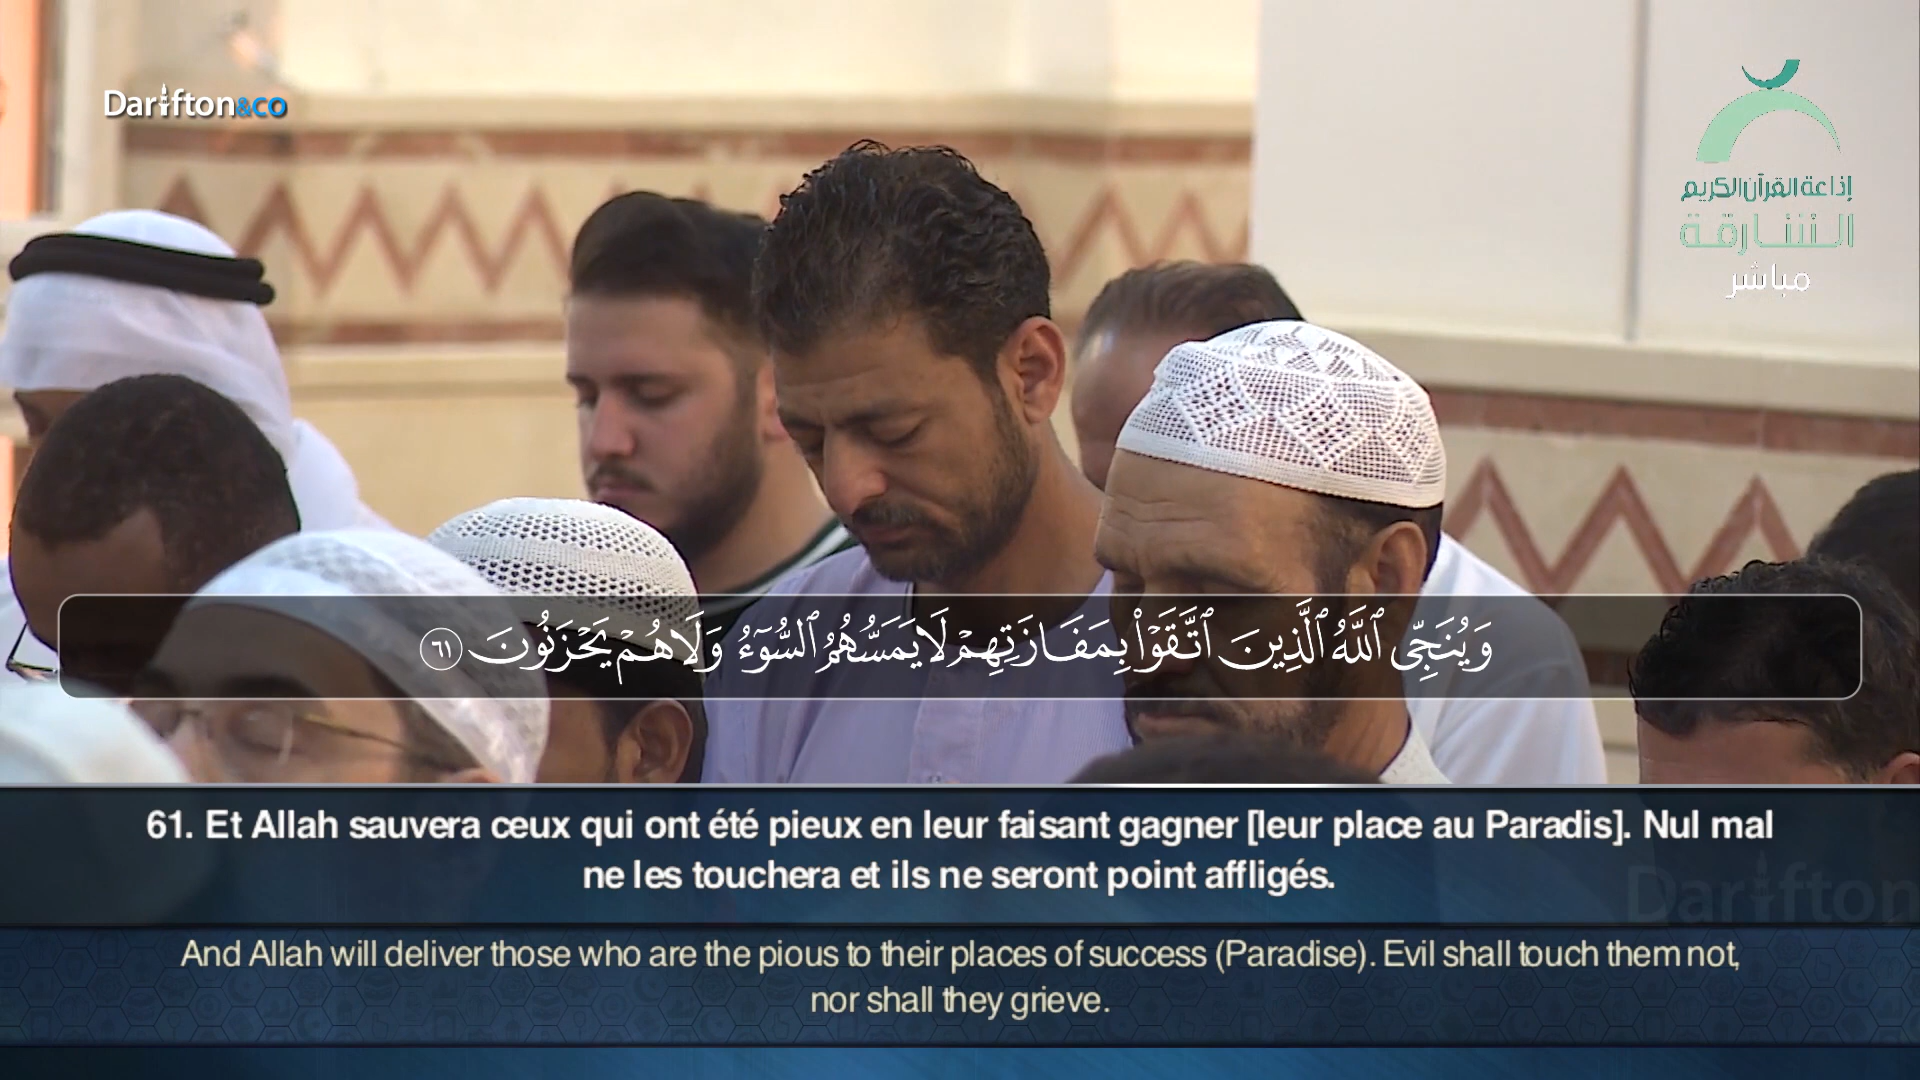 Darifton&co
إذاعة القرآن الكريم
الشارقة
مباشر
وَيُنَجِّى ٱللَّهُ ٱلَّذِينَ ٱتَّقَوْا۟ بِمَفَازَتِهِمْ لَا يَمَسُّهُمُ ٱلسُّوٓءُ وَلَا هُمْ يَحْزَنُونَ ٦١
61. Et Allah sauvera ceux qui ont été pieux en leur faisant gagner [leur place au Paradis]. Nul mal
ne les touchera et ils ne seront point affligés.
Darifton
And Allah will deliver those who are the pious to their places of success (Paradise). Evil shall touch them not,
nor shall they grieve.